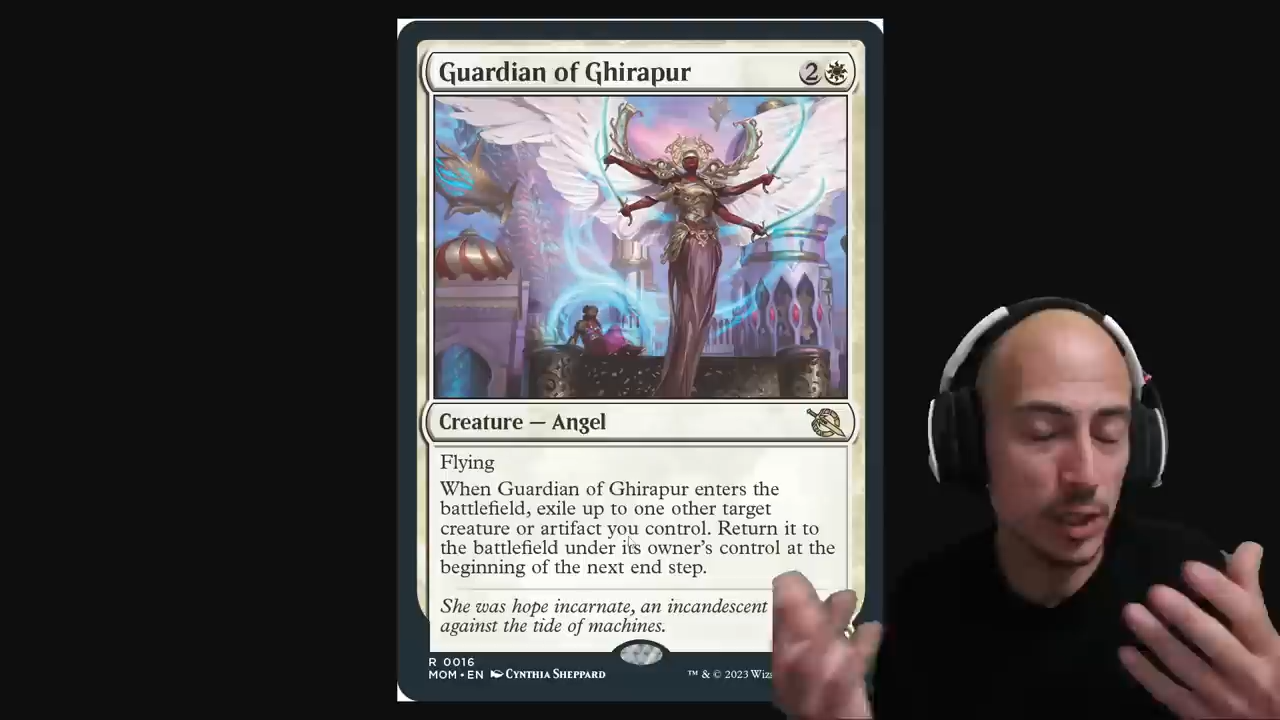 Guardian of Ghirapur 2
Creature — Angel
Flying
When Guardian of Ghirapur enters the
battlefield, exile up to one other target
creature or artifact you control. Return it to
the battlefield under its owner's control at the
beginning of the next end step.
She was hope incarnate, an incandescent
against the tide of machines.
R 0016
MOM • EN CYNTHIA SHEPPARD ™ & © 2023